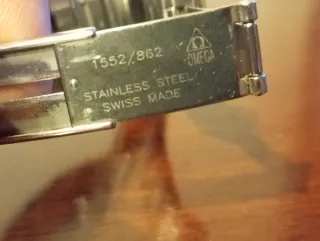 1552/862
Ω
OMEGA
STAINLESS STEEL
SWISS MADE